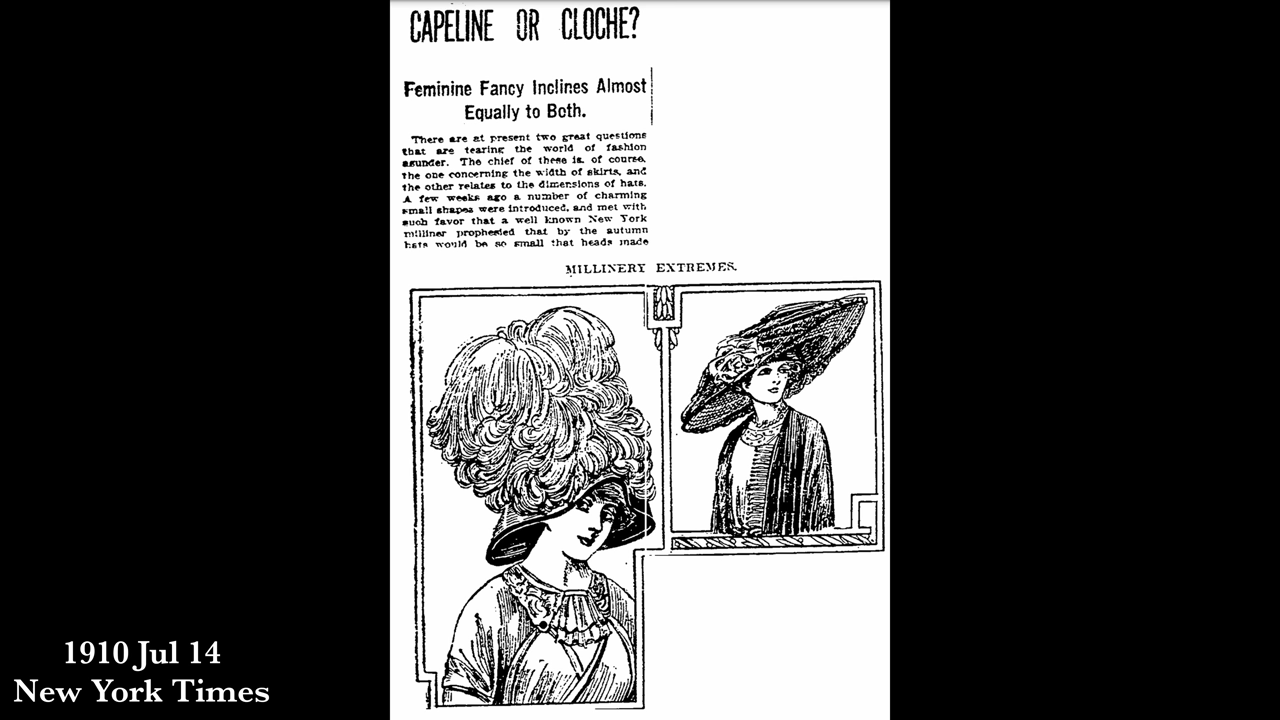 CAPELINE OR CLOCHE?
Feminine Fancy Inclines Almost
Equally to Both.
There are at present two great questions
that are tearing the world of fashion
asunder. The chief of these is, of course,
the one concerning the width of skirts, and
the other relates to the dimensions of hats.
A few weeks ago a number of charming
small shapes were introduced, and met with
such favor that a well known New York
milliner prophesied that by the autumn
hats would be so small that heads made
MILLINERY EXTREMES.
1910 Jul 14
New York Times